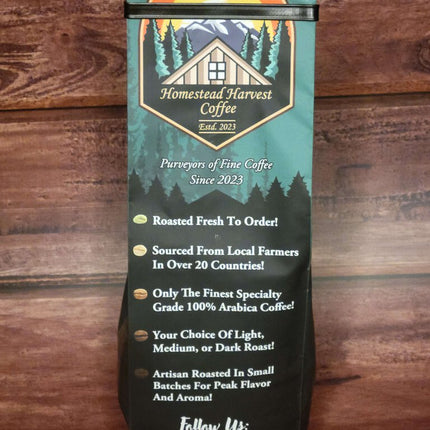 Homestead Harvest
Coffee
Estd. 2023
Purveyors of Fine Coffee
Since 2023
Roasted Fresh To Order!
Sourced From Local Farmers
In Over 20 Countries!
Only The Finest Specialty
Grade 100% Arabica Coffee!
Your Choice Of Light,
Medium, or Dark Roast!
Artisan Roasted In Small
Batches For Peak Flavor
And Aroma!
Follow Us: